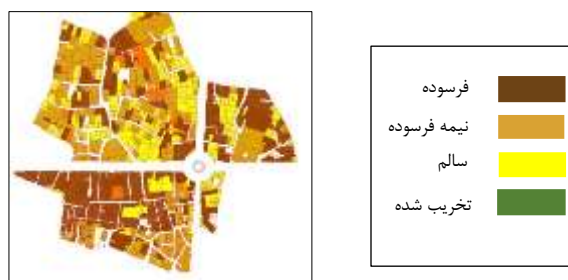 فرسوده
نیمه فرسوده
سالم
تخریب شده